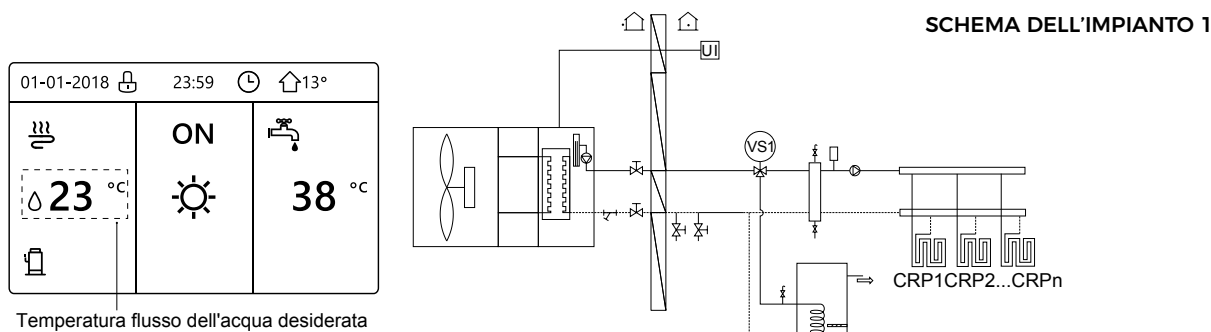 SCHEMA DELL'IMPIANTO 1
UI
01-01-2018 23:59 13°
ON
23 °C
38 °C
VS1
CRP1CRP2...CRPn
Temperatura flusso dell'acqua desiderata